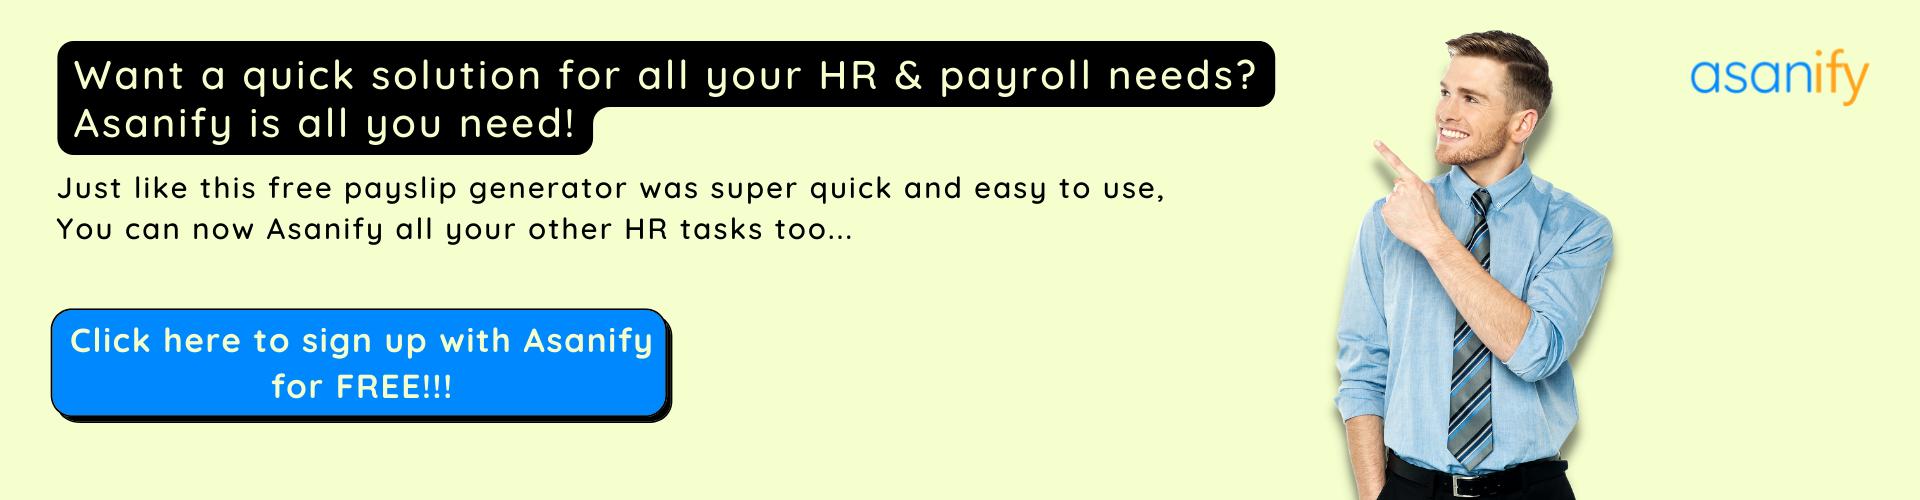 Want a quick solution for all your HR & payroll needs?
Asanify is all you need!
asanify
Just like this free payslip generator was super quick and easy to use,
You can now Asanify all your other HR tasks too...
Click here to sign up with Asanify
for FREE!!!